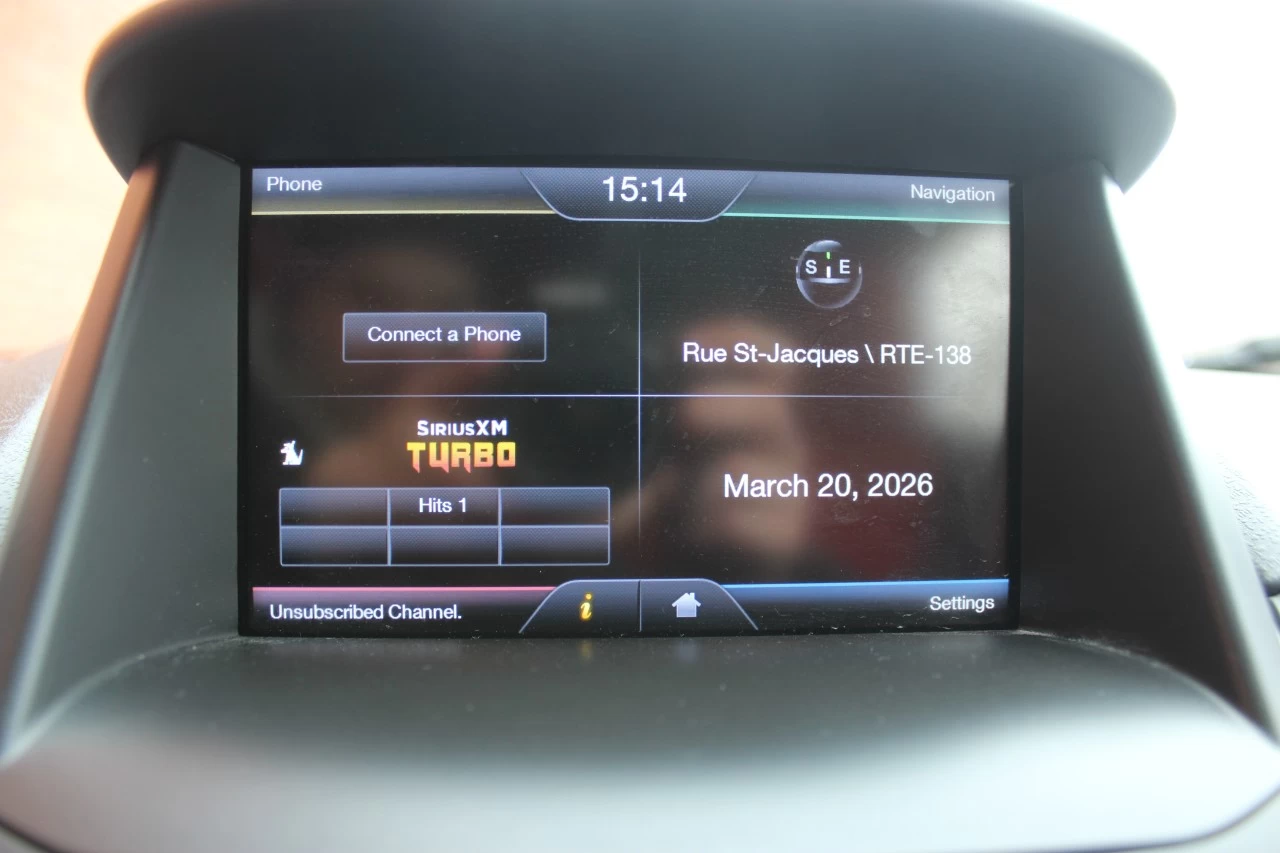 Phone
15:14
Navigation
S E
Connect a Phone
Rue St-Jacques \ RTE-138
SIRIUSXM
TURBO
Hits 1
March 20, 2026
Unsubscribed Channel.
i
Settings